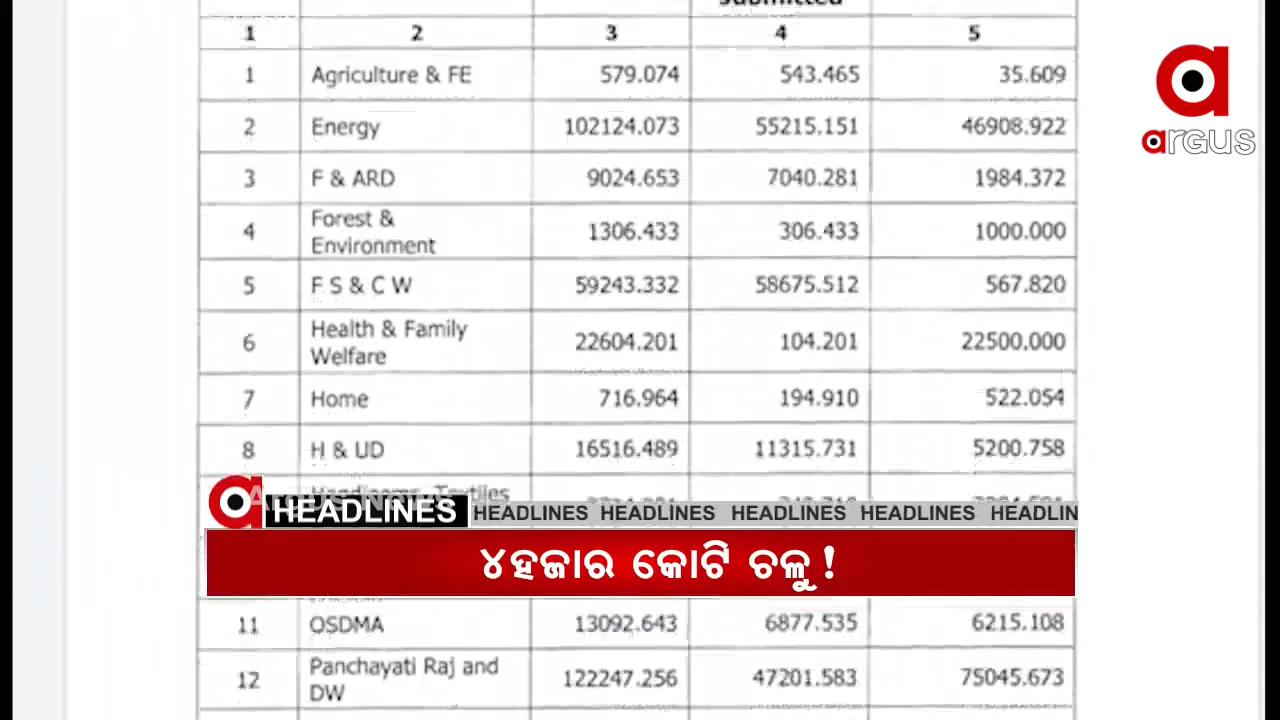 1 2 3 4 5
1 Agriculture & FE 579.074 543.465 35.609
2 Energy 102124.073 55215.151 46908.922
3 F & ARD 9024.653 7040.281 1984.372
4 Forest & Environment 1306.433 306.433 1000.000
5 F S & C W 59243.332 58675.512 567.820
6 Health & Family Welfare 22604.201 104.201 22500,000
7 Home 716.964 194.910 522.054
8 H & UD 16516.489 11315.731 5200.758
HEADLINES HEADLINES HEADLINES HEADLINES HEADLINES HEADLIN
୪ହଜାର କୋଟି ଚଳୁ!
11 OSDMA 13092.643 6877.535 6215.108
12 Panchayati Raj and DW 122247.256 47201.583 75045.673
argus